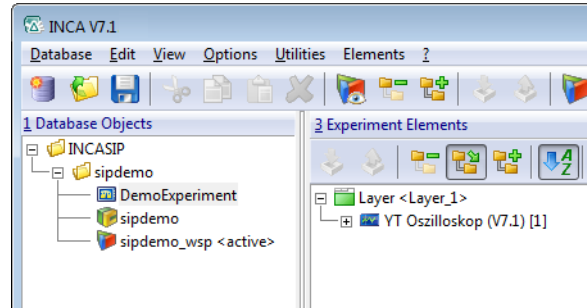 INCA V7.1
Database Edit View Options Utilities Elements ?
1 Database Objects
INCASIP
sipdemo
DemoExperiment
sipdemo
sipdemo_wsp <active>
3 Experiment Elements
A
Z
Layer <Layer_1>
YT Oszilloskop (V7.1) [1]